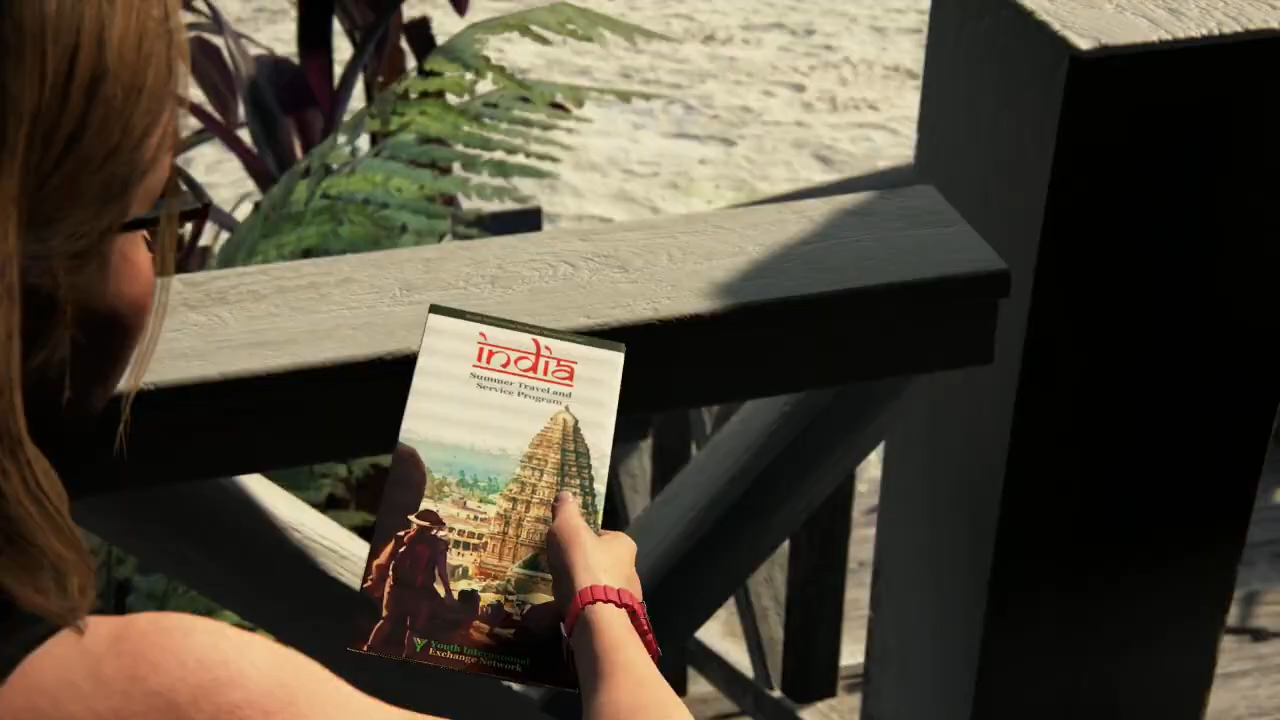 india
Summer Travel and
Service Program
Youth International
Exchange Network